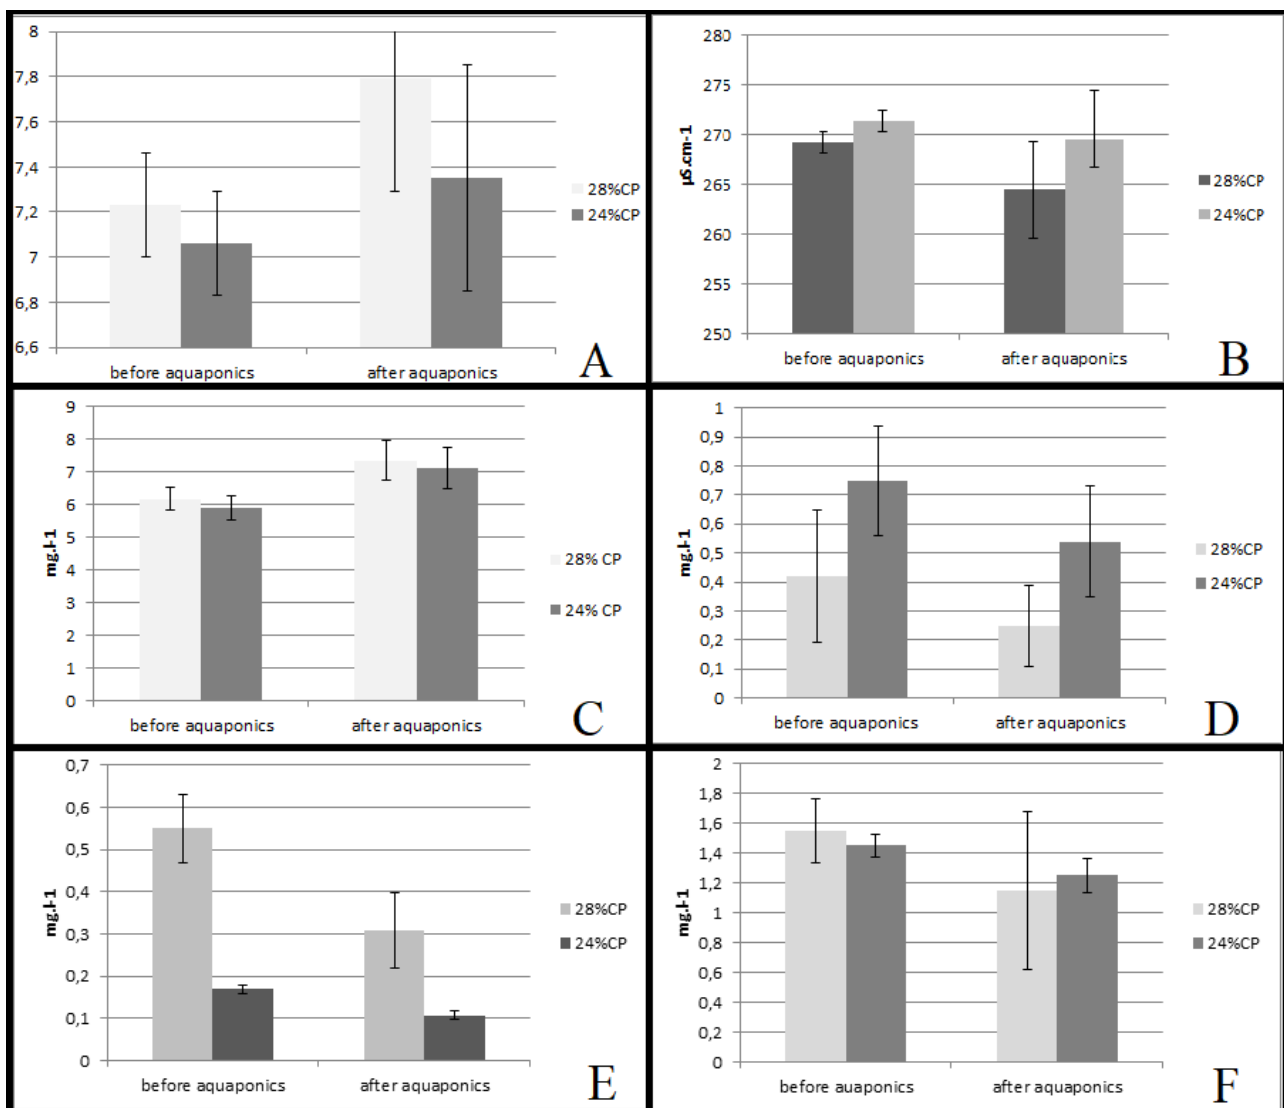 8
7,8
7,6
7,4
7,2
7
6,8
6,6
before aquaponics
after aquaponics
28%CP
24%CP
A
280
275
270
265
260
255
250
µS.cm-1
before aquaponics
after aquaponics
28%CP
24%CP
B
9
8
7
6
5
4
3
2
1
0
mg.l-1
before aquaponics
after aquaponics
28% CP
24% CP
C
1
0,9
0,8
0,7
0,6
0,5
0,4
0,3
0,2
0,1
0
mg.l-1
before aquaponics
after aquaponics
28%CP
24%CP
D
0,7
0,6
0,5
0,4
0,3
0,2
0,1
0
mg.l-1
before aquaponics
after aquaponics
28%CP
24%CP
E
2
1,8
1,6
1,4
1,2
1
0,8
0,6
0,4
0,2
0
mg.l-1
before auaponics
after aquaponics
28%CP
24%CP
F